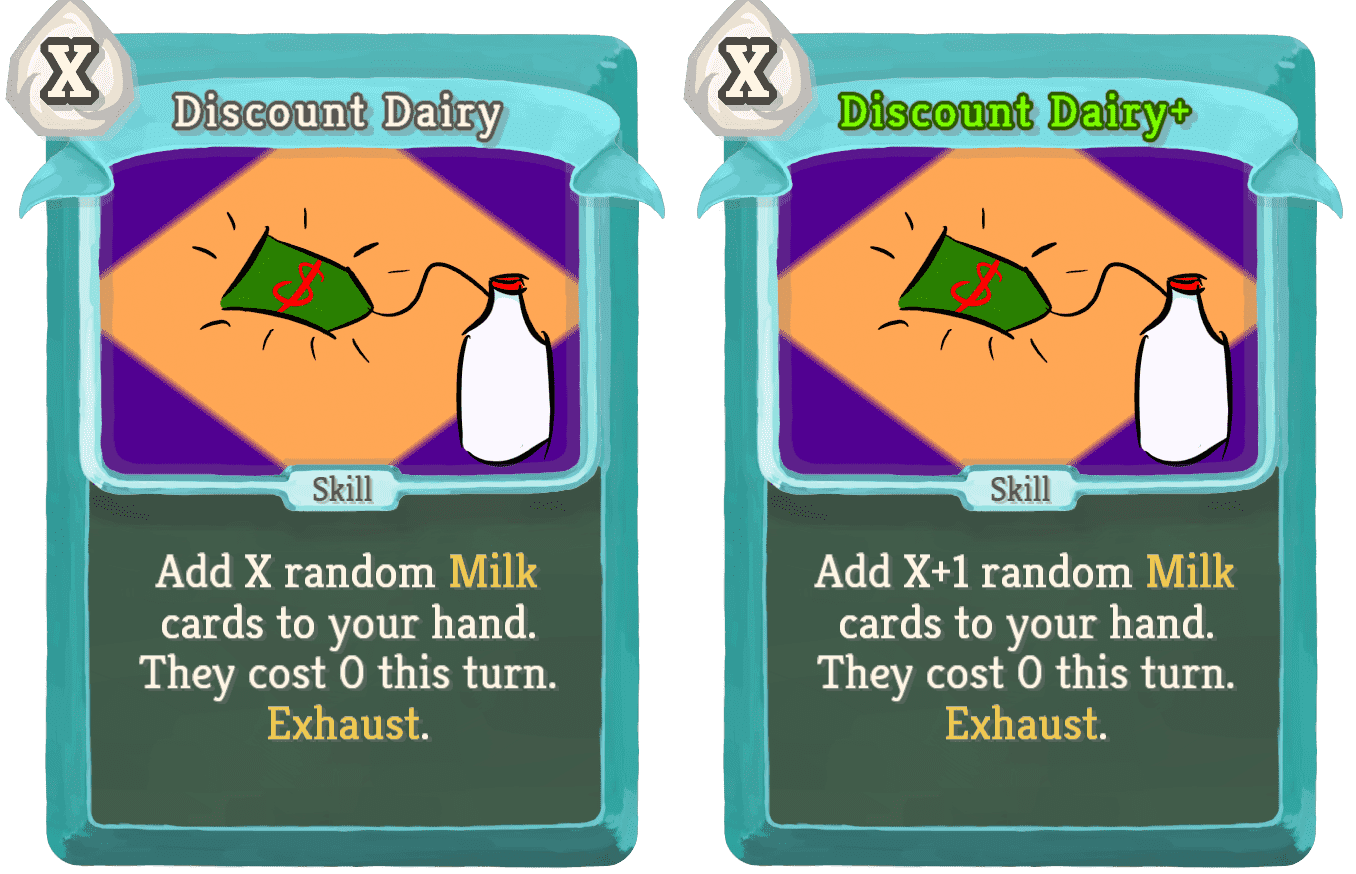 X
Discount Dairy
$
Skill
Add X random Milk
cards to your hand.
They cost 0 this turn.
Exhaust.
X
Discount Dairy+
$
Skill
Add X+1 random Milk
cards to your hand.
They cost 0 this turn.
Exhaust.